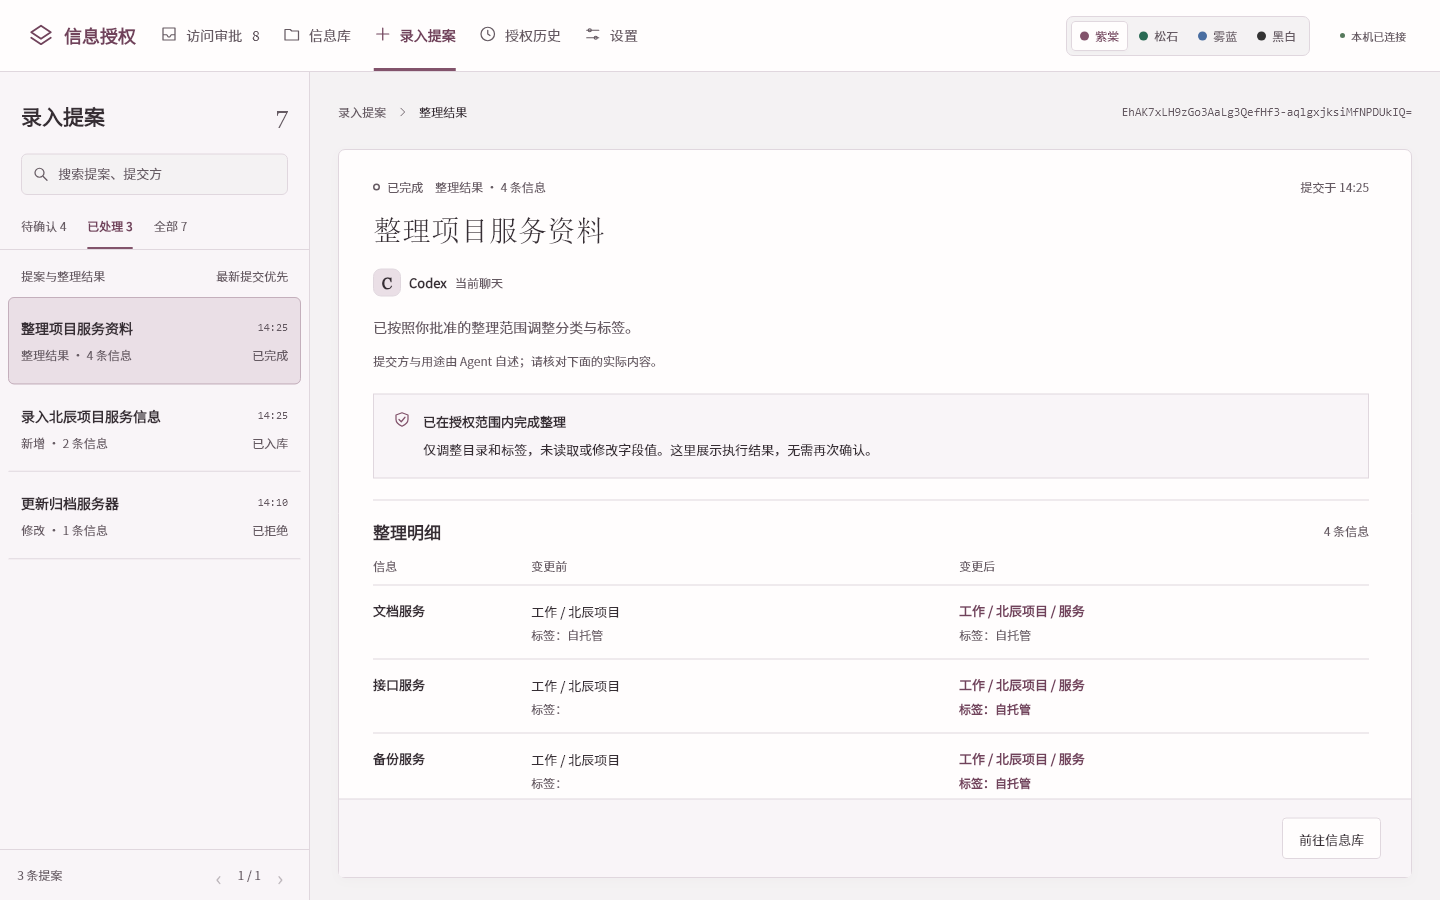 信息授权
访问审批 8
信息库
录入提案
授权历史
设置
紫棠
松石
雾蓝
黑白
本机已连接
录入提案
7
搜索提案、提交方
待确认 4
已处理 3
全部 7
提案与整理结果
最新提交优先
整理项目服务资料
14:25
整理结果 · 4 条信息
已完成
录入北辰项目服务信息
14:25
新增 · 2 条信息
已入库
更新归档服务器
14:10
修改 · 1 条信息
已拒绝
3 条提案
‹ 1 / 1 ›
录入提案 > 整理结果
EhAK7xLH9zGo3AaLg3QefHf3-aqlgxjksiMfNPDUkIQ=
已完成 整理结果 · 4 条信息
提交于 14:25
整理项目服务资料
C Codex 当前聊天
已按照你批准的整理范围调整分类与标签。
提交方与用途由 Agent 自述；请核对下面的实际内容。
已在授权范围内完成整理
仅调整目录和标签，未读取或修改字段值。这里展示执行结果，无需再次确认。
整理明细
4 条信息
信息 变更前 变更后
文档服务 工作 / 北辰项目 工作 / 北辰项目 / 服务
标签：自托管 标签：自托管
接口服务 工作 / 北辰项目 工作 / 北辰项目 / 服务
标签： 标签：自托管
备份服务 工作 / 北辰项目 工作 / 北辰项目 / 服务
标签： 标签：自托管
前往信息库